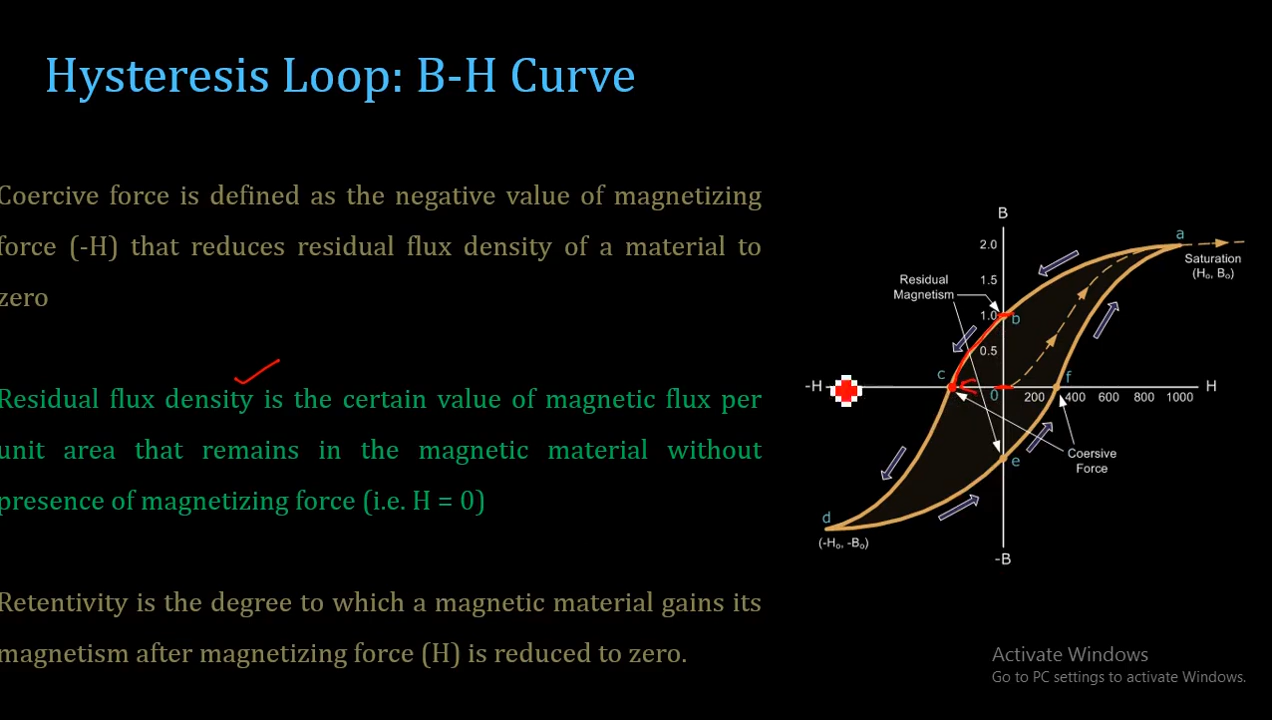 Hysteresis Loop: B-H Curve
Coercive force is defined as the negative value of magnetizing
force (-H) that reduces residual flux density of a material to
zero
Residual flux density is the certain value of magnetic flux per
unit area that remains in the magnetic material without
presence of magnetizing force (i.e. H = 0)
Retentivity is the degree to which a magnetic material gains its
magnetism after magnetizing force (H) is reduced to zero.
B
2.0
a
Saturation
(H₀, B₀)
Residual
Magnetism
1.5
1.0
b
0.5
c
f
-H
H
0
200 400 600 800 1000
Coersive
Force
e
d
(-H₀, -B₀)
-B
Activate Windows
Go to PC settings to activate Windows.